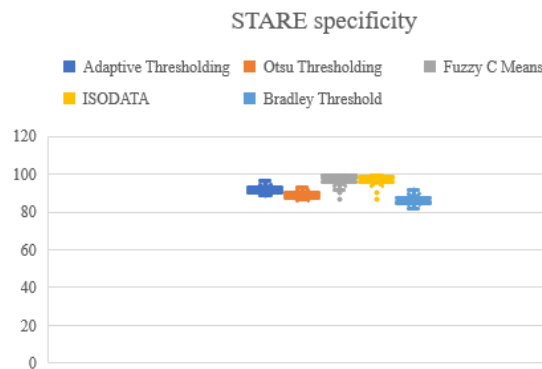 STARE specificity
Adaptive Thresholding Otsu Thresholding Fuzzy C Means
ISODATA Bradley Threshold
120
100
80
60
40
20
0